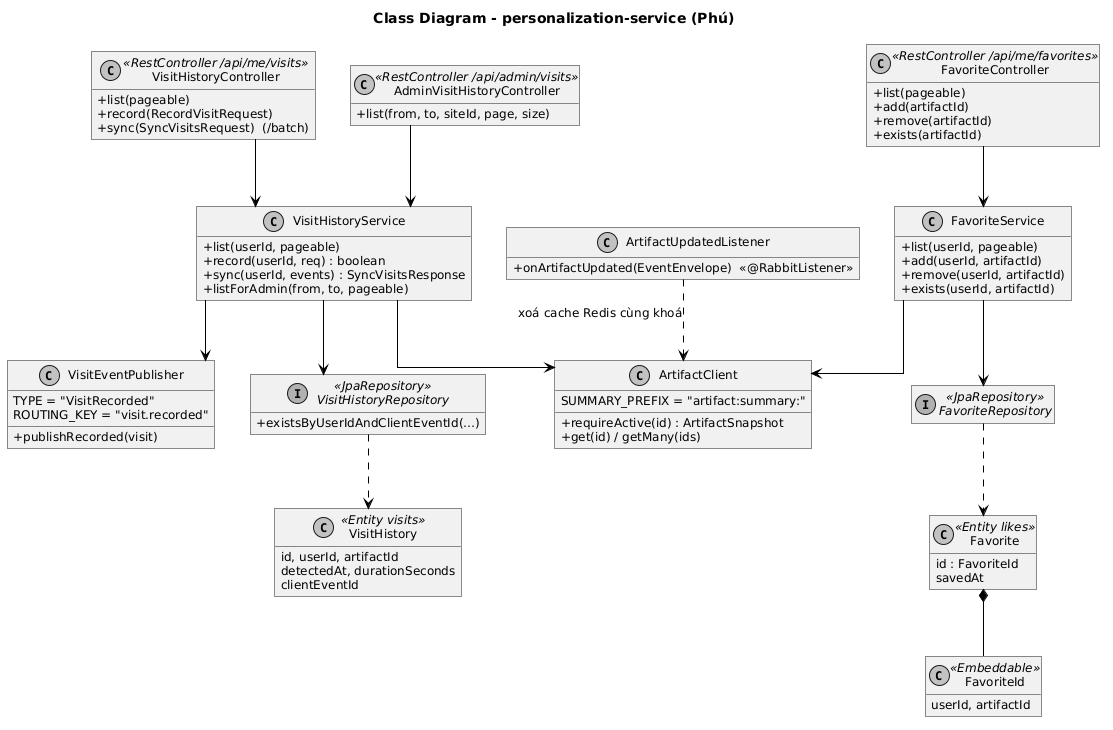 Class Diagram - personalization-service (Phú)
C
«RestController /api/me/visits»
VisitHistoryController
+list(pageable)
+record(RecordVisitRequest)
+sync(SyncVisitsRequest)  (/batch)
C
«RestController /api/admin/visits»
AdminVisitHistoryController
+list(from, to, siteId, page, size)
C
«RestController /api/me/favorites»
FavoriteController
+list(pageable)
+add(artifactId)
+remove(artifactId)
+exists(artifactId)
C
VisitHistoryService
+list(userId, pageable)
+record(userId, req) : boolean
+sync(userId, events) : SyncVisitsResponse
+listForAdmin(from, to, pageable)
C
ArtifactUpdatedListener
+onArtifactUpdated(EventEnvelope)  «@RabbitListener»
C
FavoriteService
+list(userId, pageable)
+add(userId, artifactId)
+remove(userId, artifactId)
+exists(userId, artifactId)
xoá cache Redis cùng khoá
C
VisitEventPublisher
TYPE = "VisitRecorded"
ROUTING_KEY = "visit.recorded"
+publishRecorded(visit)
I
«JpaRepository»
VisitHistoryRepository
+existsByUserIdAndClientEventId(...)
C
ArtifactClient
SUMMARY_PREFIX = "artifact:summary:"
+requireActive(id) : ArtifactSnapshot
+get(id) / getMany(ids)
I
«JpaRepository»
FavoriteRepository
C
«Entity visits»
VisitHistory
id, userId, artifactId
detectedAt, durationSeconds
clientEventId
C
«Entity likes»
Favorite
id : FavoriteId
savedAt
C
«Embeddable»
FavoriteId
userId, artifactId